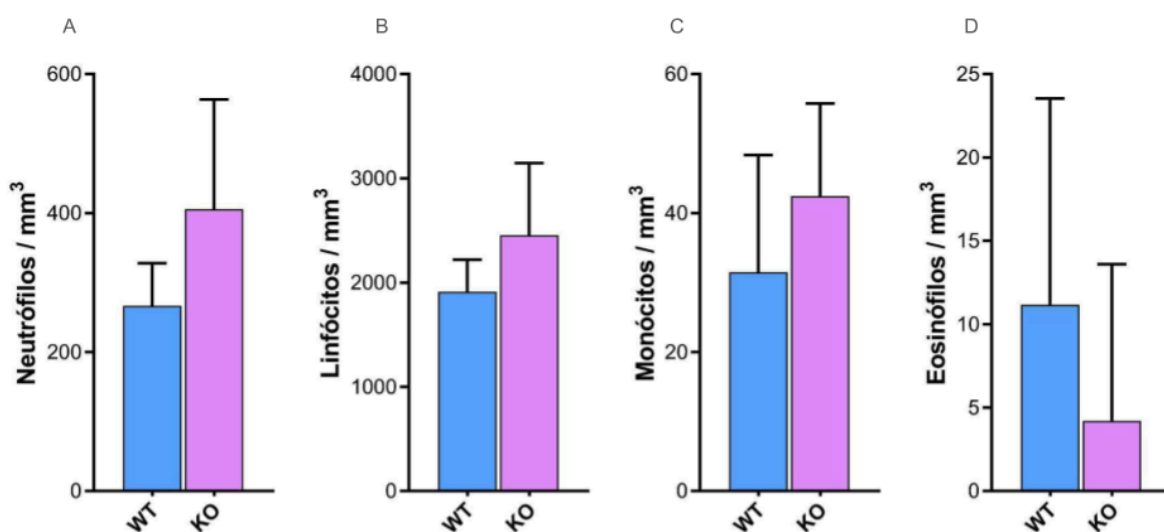 A
B
C
D
Neutrófilos / mm³
600
400
200
0
WT
KO
Linfócitos / mm³
4000
3000
2000
1000
0
WT
KO
Monócitos / mm³
60
40
20
0
WT
KO
Eosinófilos / mm³
25
20
15
10
5
0
WT
KO